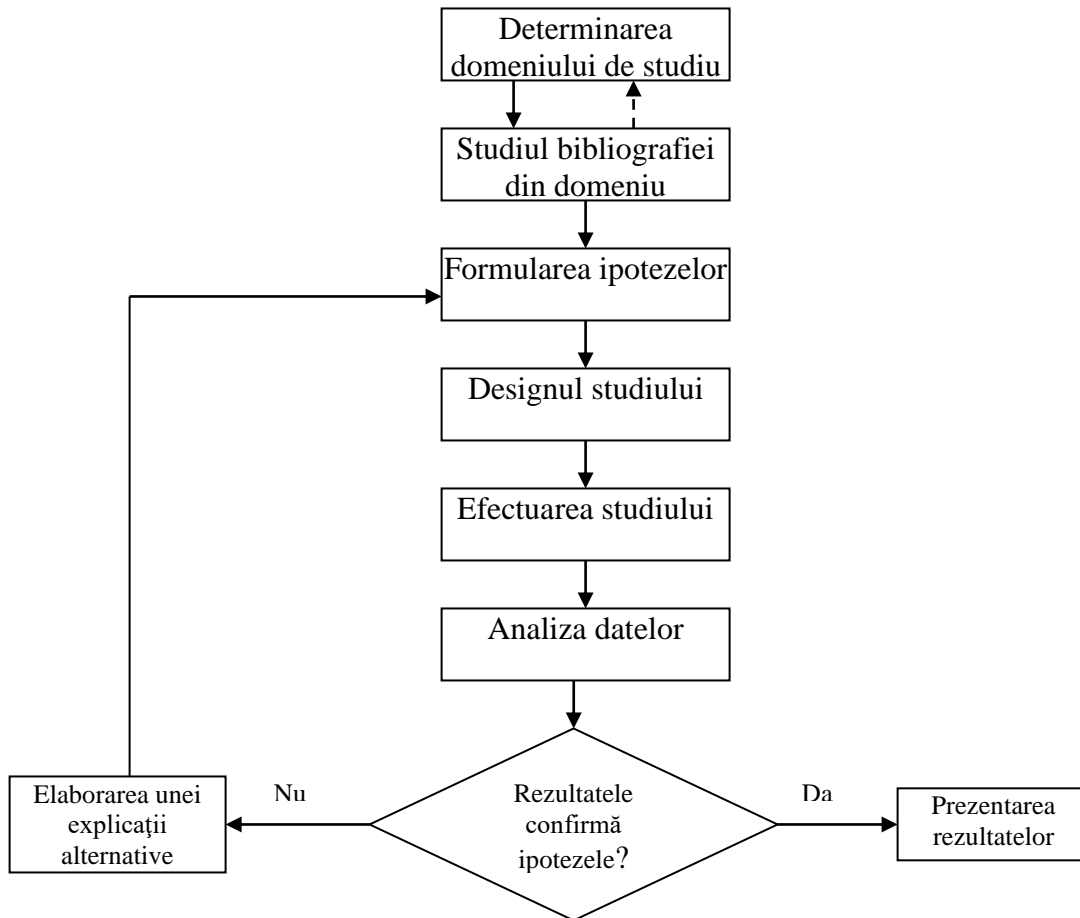 Determinarea
domeniului de studiu
Studiul bibliografiei
din domeniu
Formularea ipotezelor
Designul studiului
Efectuarea studiului
Analiza datelor
Rezultatele
confirmă
ipotezele?
Nu
Da
Elaborarea unei
explicaţii
alternative
Prezentarea
rezultatelor